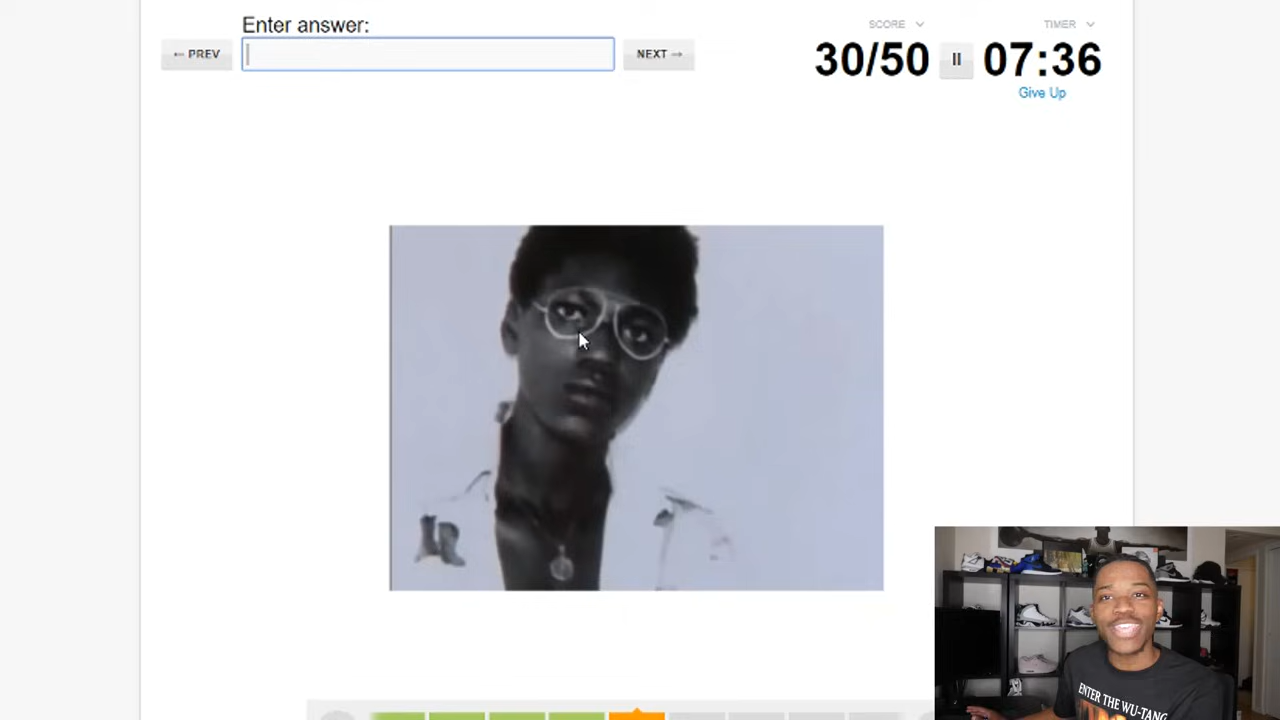 Enter answer:
← PREV
NEXT →
SCORE
30/50
TIMER
07:36
Give Up
ENTER THE WU-TANG